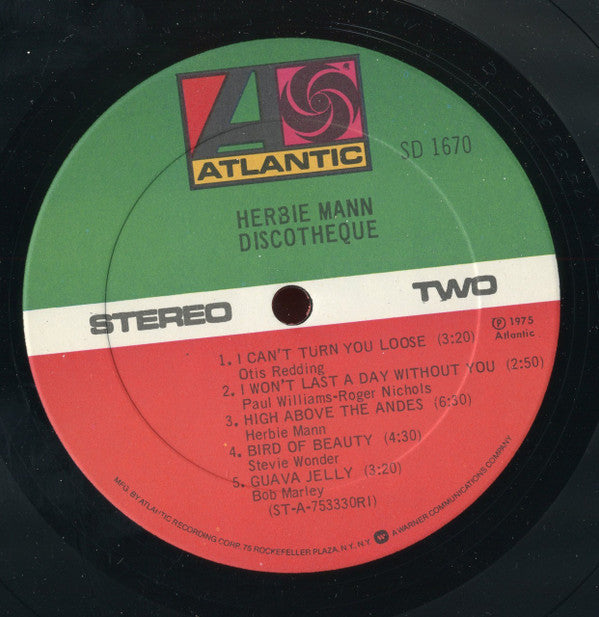 ATLANTIC
SD 1670
HERBIE MANN
DISCOTHEQUE
STEREO TWO
℗ 1975
Atlantic
1. I CAN'T TURN YOU LOOSE (3:20)
Otis Redding
2. I WON'T LAST A DAY WITHOUT YOU (2:50)
Paul Williams-Roger Nichols
3. HIGH ABOVE THE ANDES (6:30)
Herbie Mann
4. BIRD OF BEAUTY (4:30)
Stevie Wonder
5. GUAVA JELLY (3:20)
Bob Marley
(ST-A-753330RI)
MFG. BY ATLANTIC RECORDING CORP. 75 ROCKEFELLER PLAZA, N.Y. N.Y. A WARNER COMMUNICATIONS COMPANY